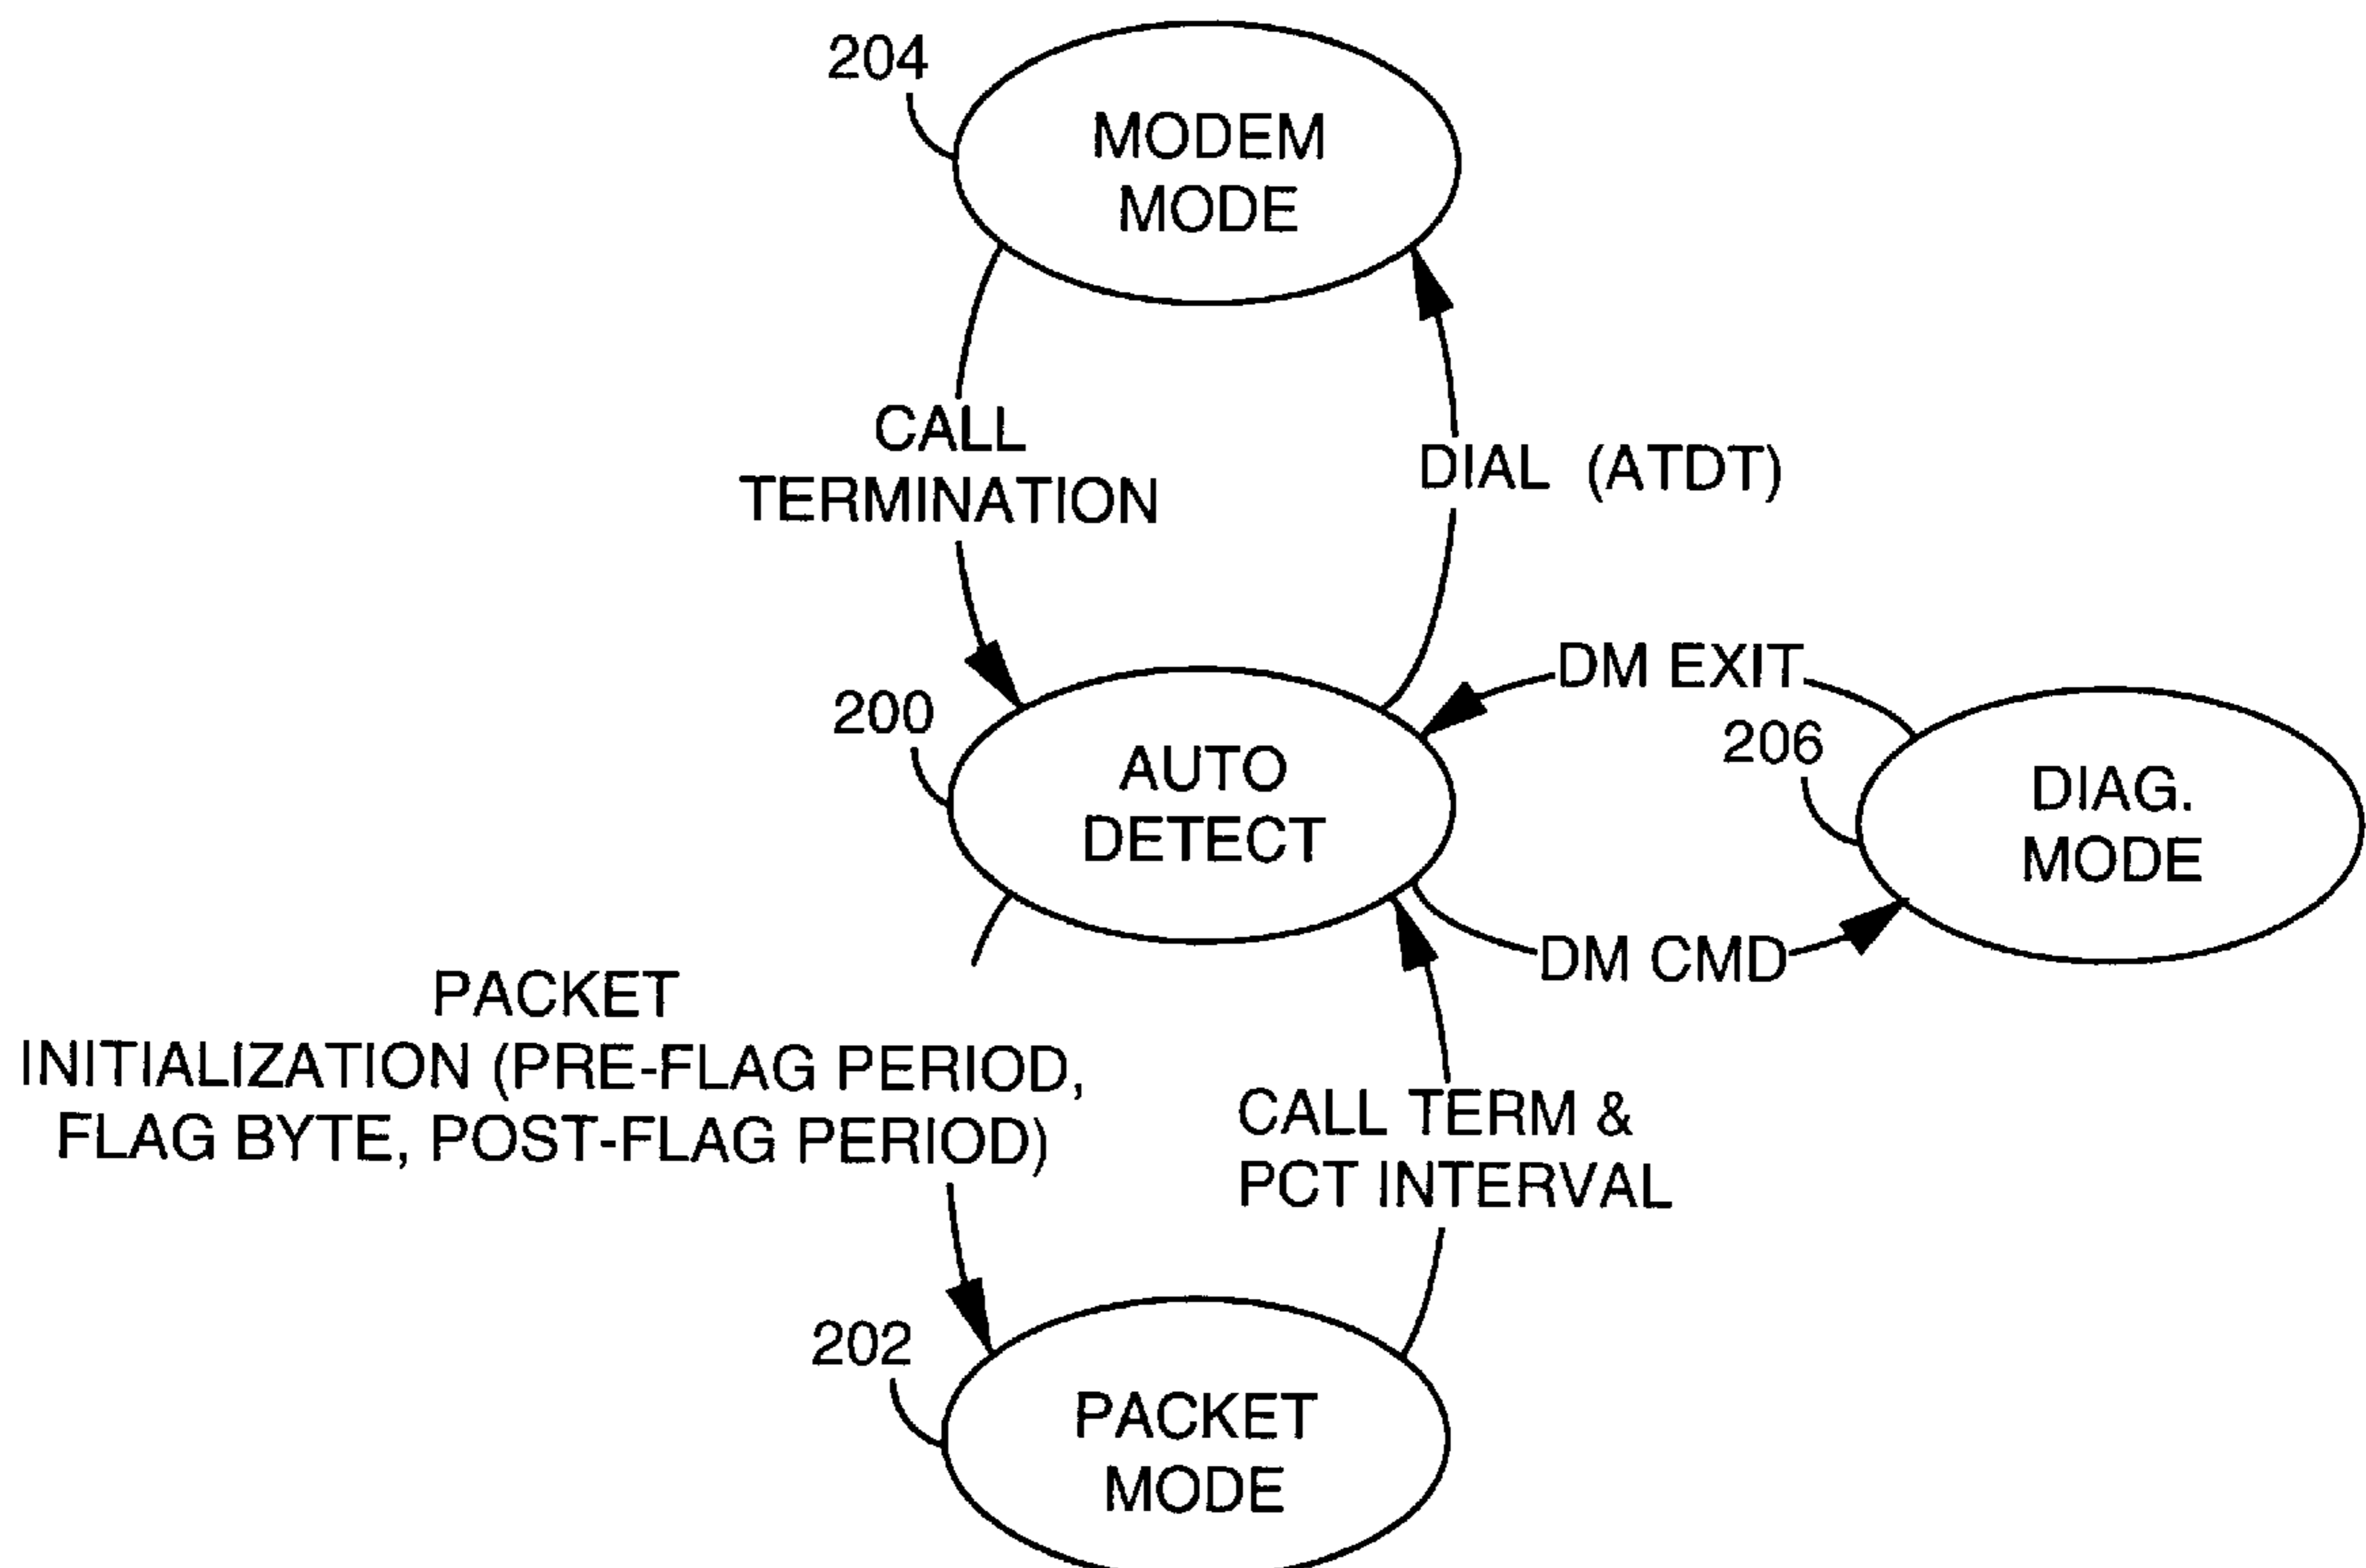 204
MODEM
MODE
CALL
TERMINATION
DIAL (ATDT)
DM EXIT
200
206
AUTO
DETECT
DIAG.
MODE
DM CMD
PACKET
INITIALIZATION (PRE-FLAG PERIOD,
FLAG BYTE, POST-FLAG PERIOD)
CALL TERM &
PCT INTERVAL
202
PACKET
MODE